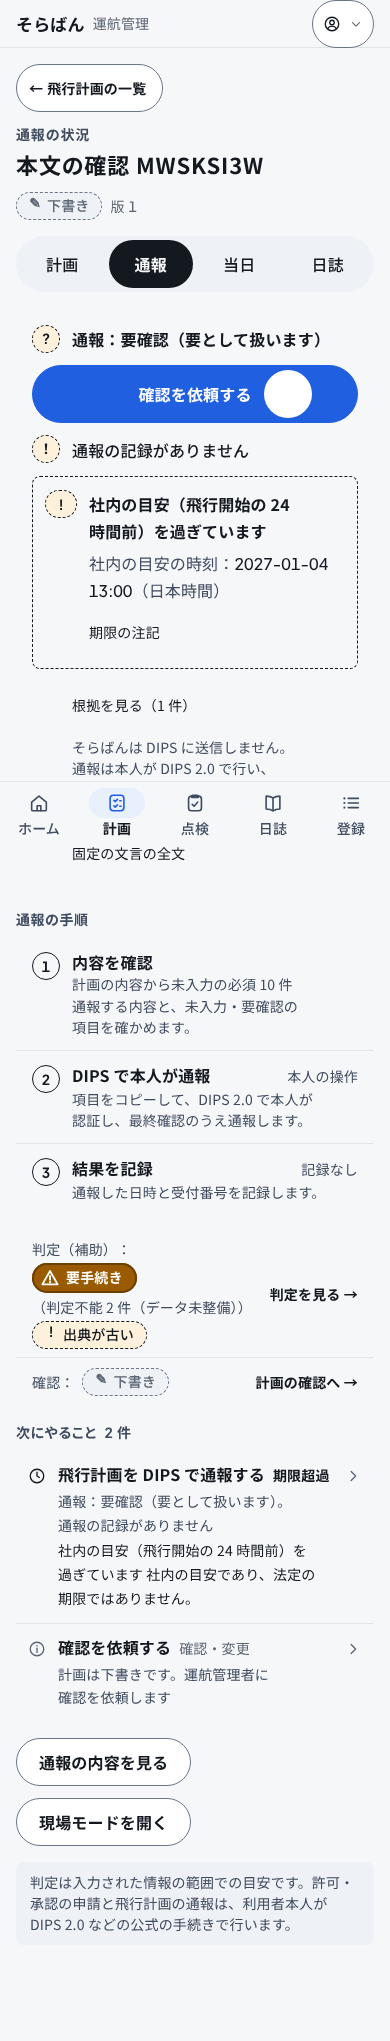 そらばん 運航管理
← 飛行計画の一覧
通報の状況
本文の確認 MWSKSI3W
✎ 下書き 版 1
計画 通報 当日 日誌
? 通報：要確認（要として扱います）
確認を依頼する
! 通報の記録がありません
! 社内の目安（飛行開始の 24
時間前）を過ぎています
社内の目安の時刻：2027-01-04
13:00（日本時間）
期限の注記
根拠を見る（1 件）
そらばんは DIPS に送信しません。
通報は本人が DIPS 2.0 で行い、
ホーム 計画 点検 日誌 登録
固定の文言の全文
通報の手順
1 内容を確認
計画の内容から未入力の必須 10 件
通報する内容と、未入力・要確認の
項目を確かめます。
2 DIPS で本人が通報 本人の操作
項目をコピーして、DIPS 2.0 で本人が
認証し、最終確認のうえ通報します。
3 結果を記録 記録なし
通報した日時と受付番号を記録します。
判定（補助）：
要手続き
（判定不能 2 件（データ未整備）） 判定を見る →
! 出典が古い
確認： ✎ 下書き 計画の確認へ →
次にやること 2 件
飛行計画を DIPS で通報する 期限超過
通報：要確認（要として扱います）。
通報の記録がありません
社内の目安（飛行開始の 24 時間前）を
過ぎています 社内の目安であり、法定の
期限ではありません。
確認を依頼する 確認・変更
計画は下書きです。運航管理者に
確認を依頼します
通報の内容を見る
現場モードを開く
判定は入力された情報の範囲での目安です。許可・
承認の申請と飛行計画の通報は、利用者本人が
DIPS 2.0 などの公式の手続きで行います。